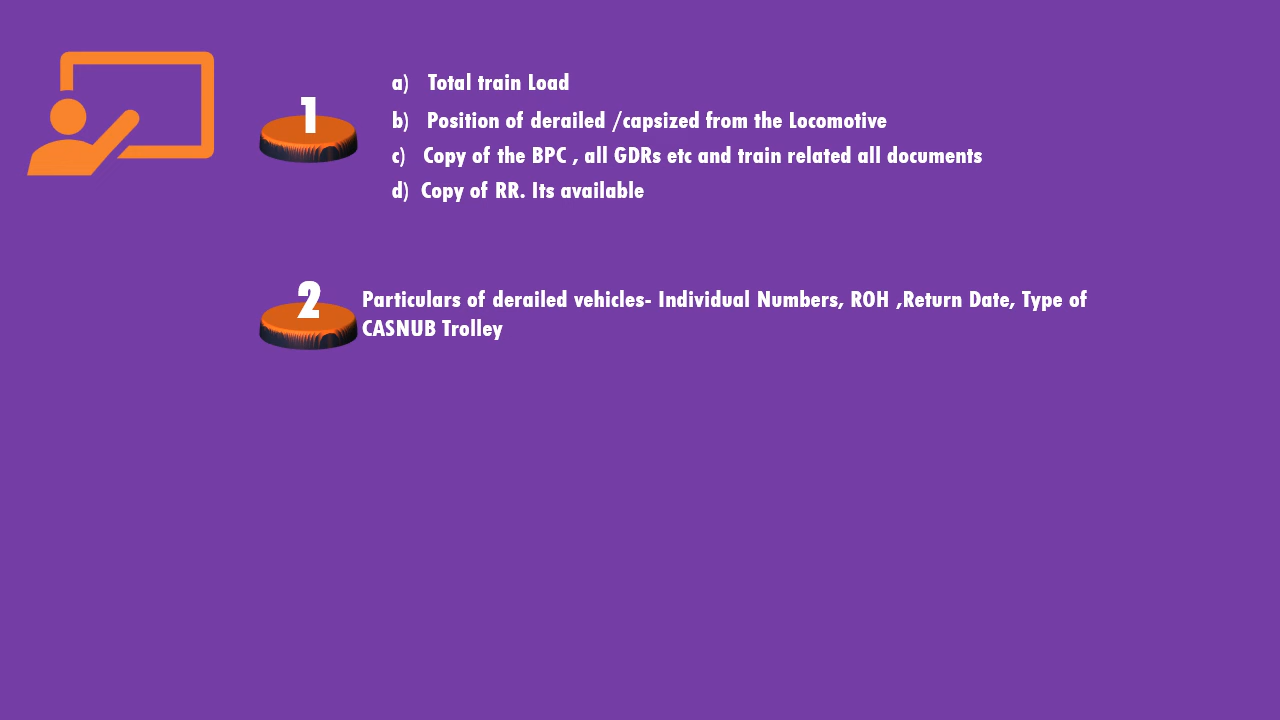 1
a) Total train Load
b) Position of derailed /capsized from the Locomotive
c) Copy of the BPC , all GDRs etc and train related all documents
d) Copy of RR. Its available
2
Particulars of derailed vehicles- Individual Numbers, ROH ,Return Date, Type of
CASNUB Trolley